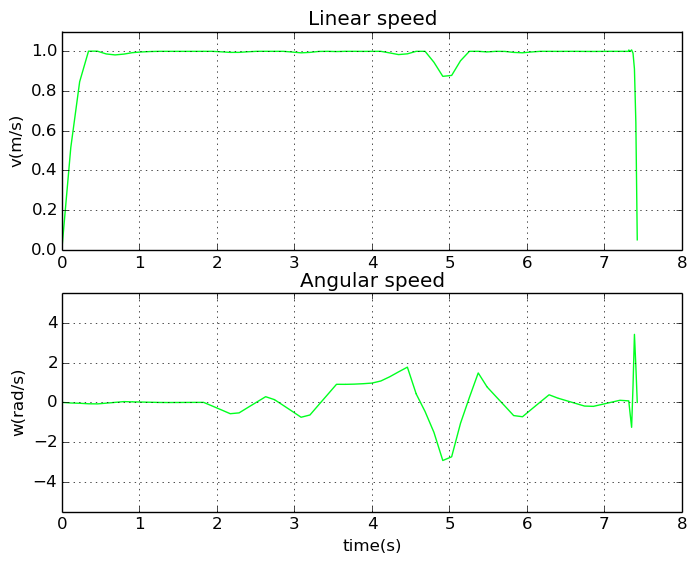 Linear speed
1.0
0.8
0.6
0.4
0.2
0.0
v(m/s)
0 1 2 3 4 5 6 7 8
Angular speed
4
2
0
−2
−4
w(rad/s)
0 1 2 3 4 5 6 7 8
time(s)